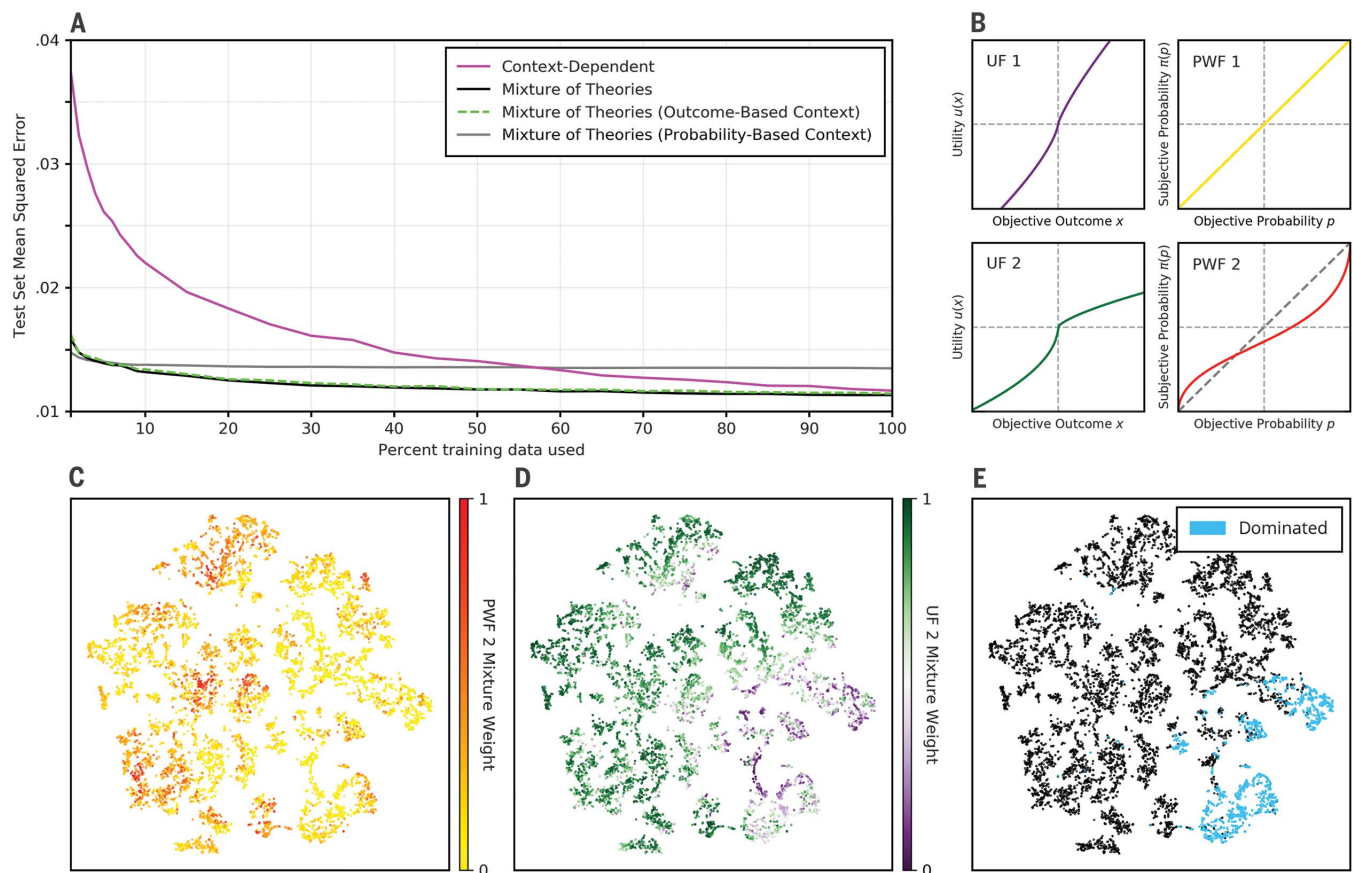 A
.04
.03
.02
.01
Test Set Mean Squared Error
Context-Dependent
Mixture of Theories
Mixture of Theories (Outcome-Based Context)
Mixture of Theories (Probability-Based Context)
10 20 30 40 50 60 70 80 90 100
Percent training data used
B
UF 1
Utility u(x)
Objective Outcome x
PWF 1
Subjective Probability π(p)
Objective Probability p
UF 2
Utility u(x)
Objective Outcome x
PWF 2
Subjective Probability π(p)
Objective Probability p
C
1
PWF 2 Mixture Weight
0
D
1
UF 2 Mixture Weight
0
E
Dominated